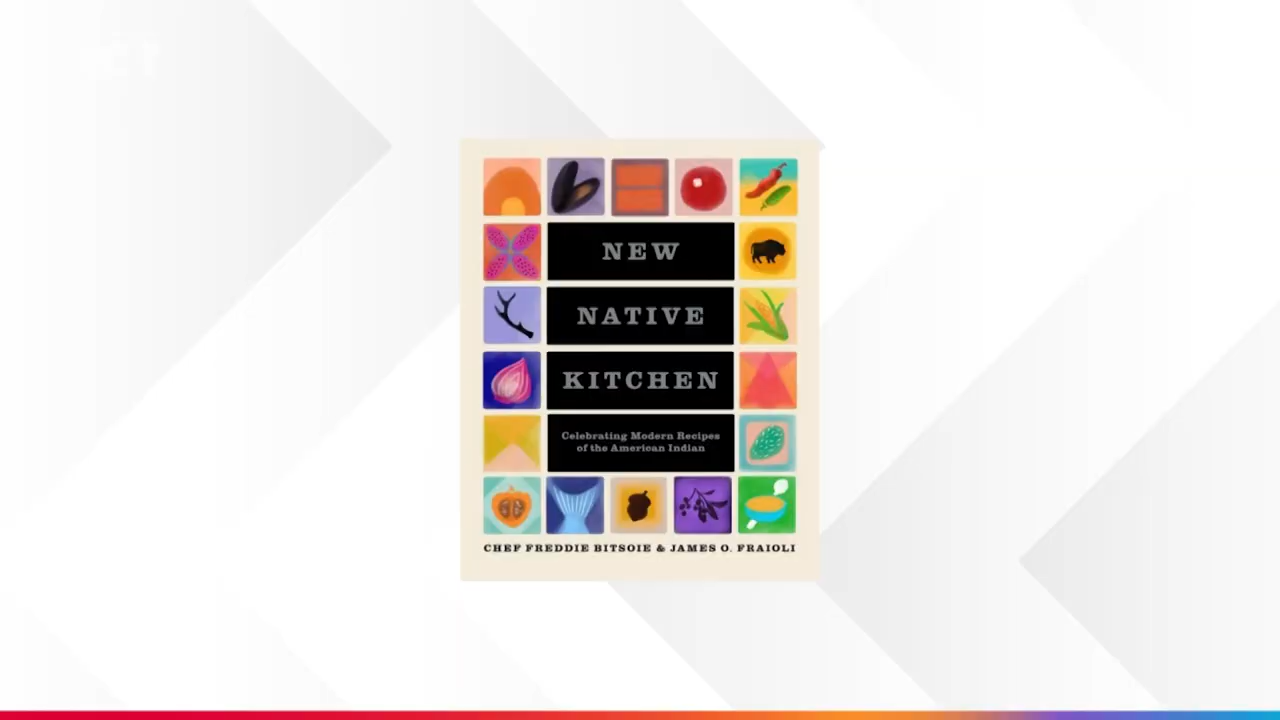 NEW
NATIVE
KITCHEN
Celebrating Modern Recipes
of the American Indian
CHEF FREDDIE BITSOIE & JAMES O. FRAIOLI